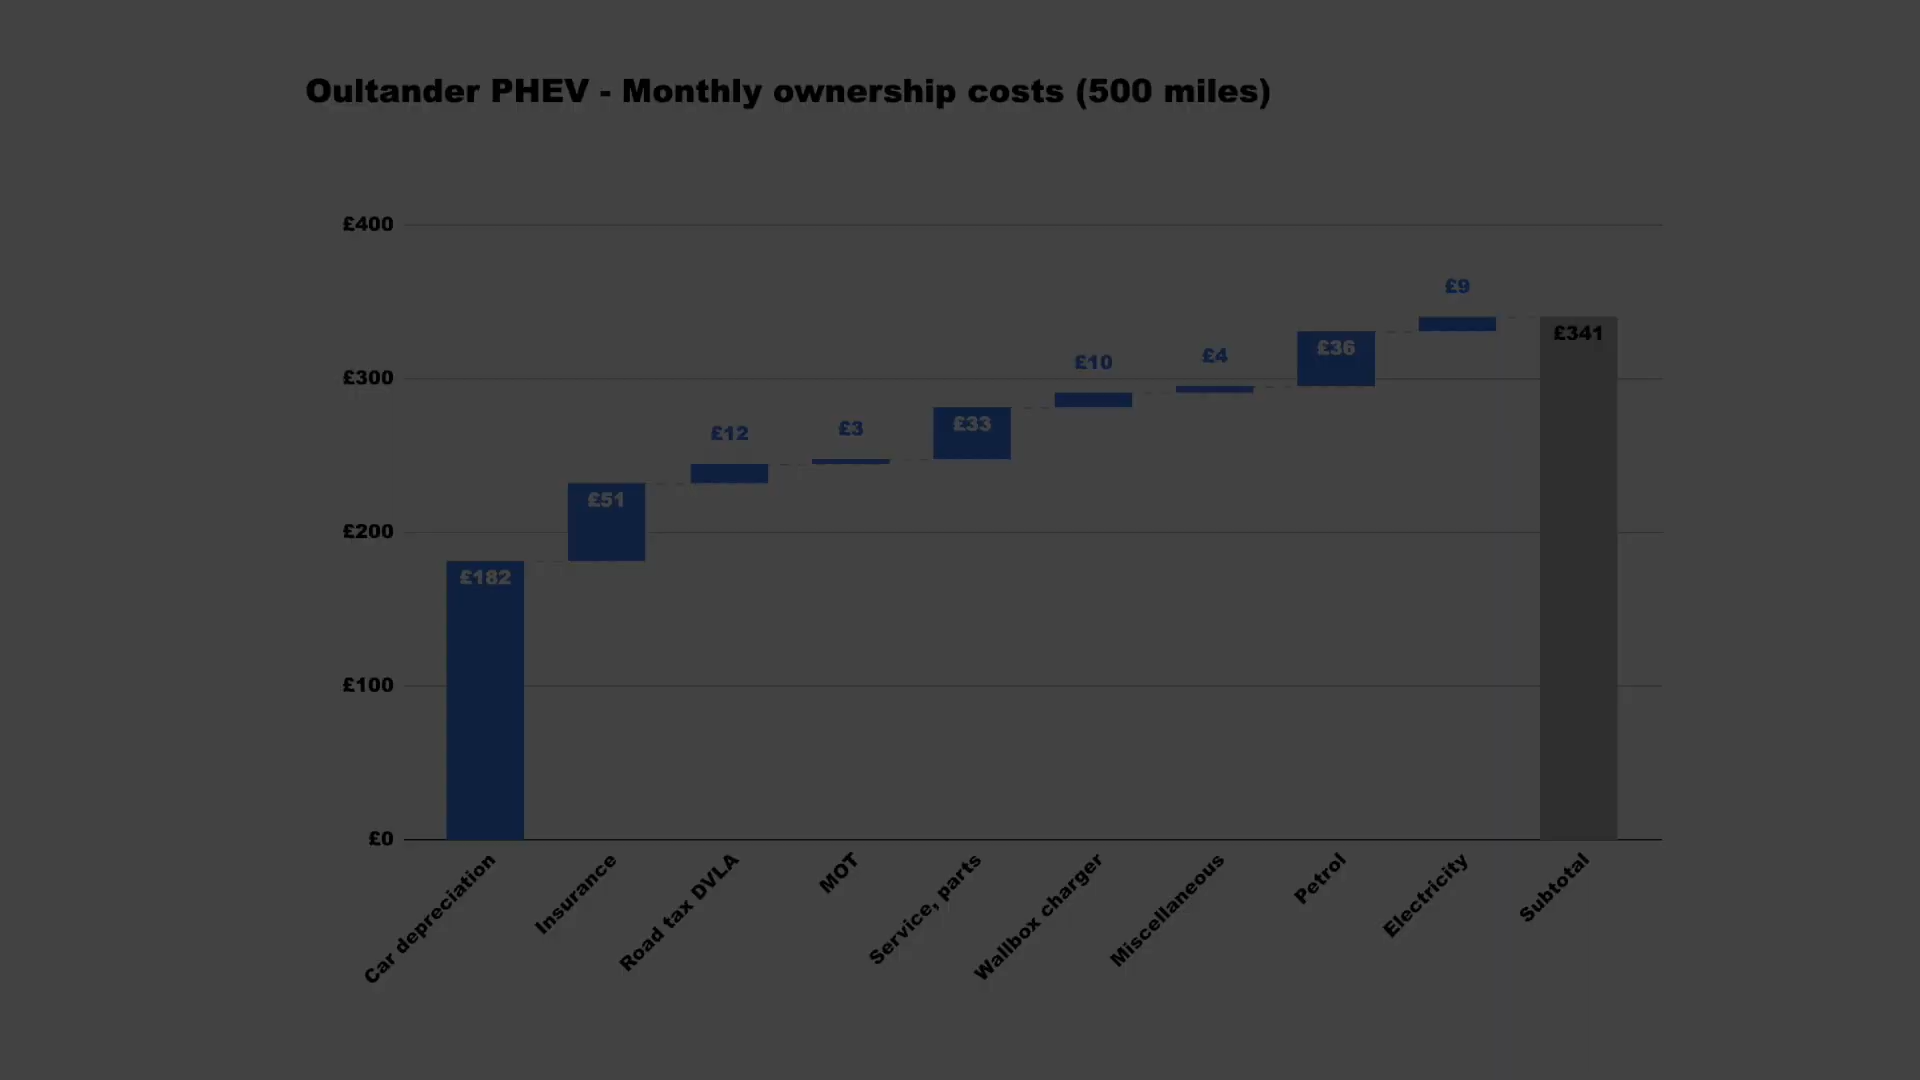 Oultander PHEV - Monthly ownership costs (500 miles)
£400
£300
£200
£100
£0
£182
£51
£12
£3
£33
£10
£4
£36
£9
£341
Car depreciation
Insurance
Road tax DVLA
MOT
Service, parts
Wallbox charger
Miscellaneous
Petrol
Electricity
Subtotal